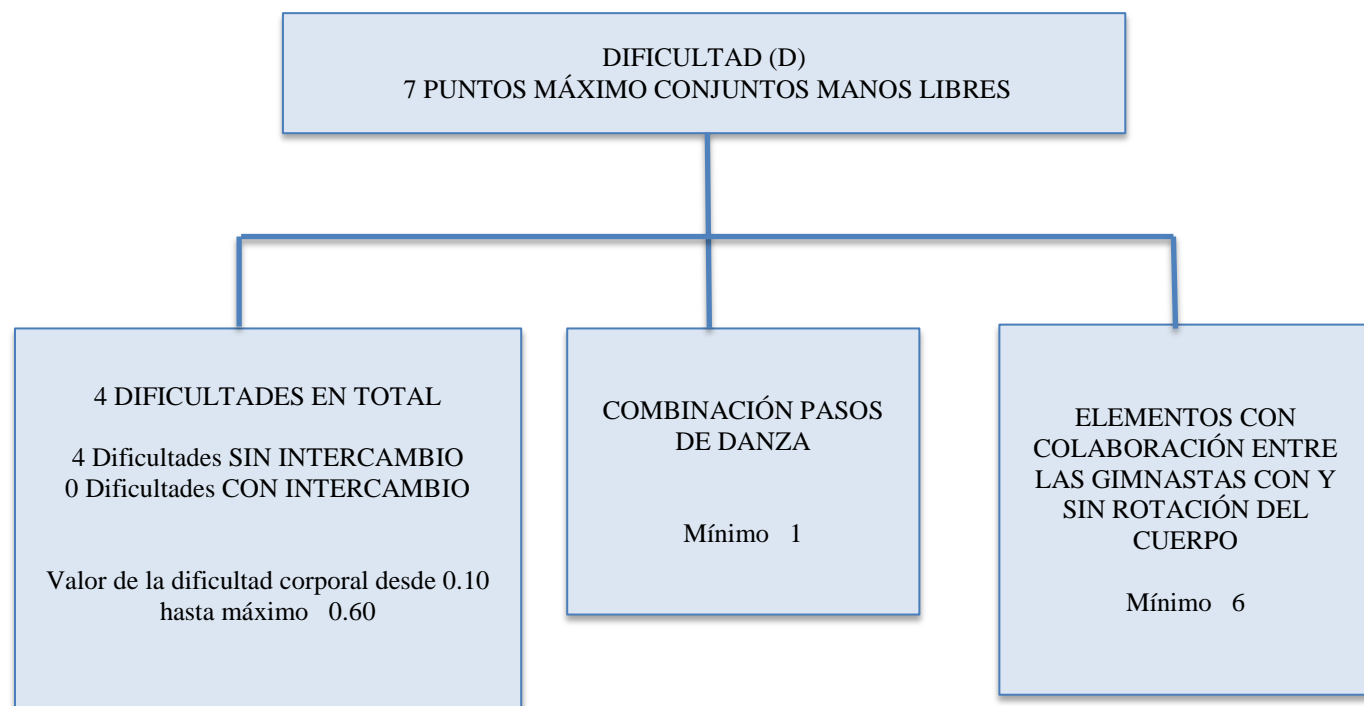 DIFICULTAD (D)
7 PUNTOS MÁXIMO CONJUNTOS MANOS LIBRES
4 DIFICULTADES EN TOTAL
4 Dificultades SIN INTERCAMBIO
0 Dificultades CON INTERCAMBIO
Valor de la dificultad corporal desde 0.10
hasta máximo 0.60
COMBINACIÓN PASOS
DE DANZA
Mínimo 1
ELEMENTOS CON
COLABORACIÓN ENTRE
LAS GIMNASTAS CON Y
SIN ROTACIÓN DEL
CUERPO
Mínimo 6